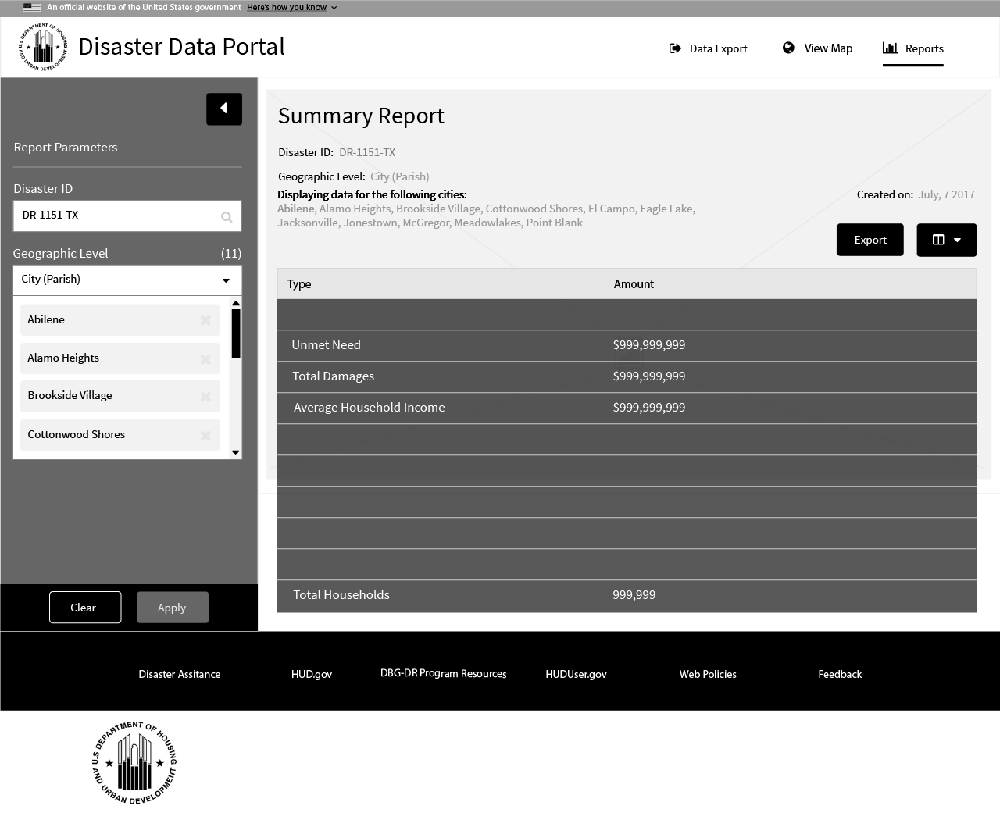 An official website of the United States government Here's how you know
U.S DEPARTMENT OF HOUSING AND URBAN DEVELOPMENT
Disaster Data Portal
Data Export
View Map
Reports
Report Parameters
Disaster ID
DR-1151-TX
Geographic Level (11)
City (Parish)
Abilene
Alamo Heights
Brookside Village
Cottonwood Shores
Clear
Apply
Summary Report
Disaster ID: DR-1151-TX
Geographic Level: City (Parish)
Displaying data for the following cities:
Abilene, Alamo Heights, Brookside Village, Cottonwood Shores, El Campo, Eagle Lake,
Jacksonville, Jonestown, McGregor, Meadowlakes, Point Blank
Created on: July, 7 2017
Export
Type Amount
Unmet Need $999,999,999
Total Damages $999,999,999
Average Household Income $999,999,999
Total Households 999,999
Disaster Assitance
HUD.gov
DBG-DR Program Resources
HUDUser.gov
Web Policies
Feedback
U.S DEPARTMENT OF HOUSING AND URBAN DEVELOPMENT